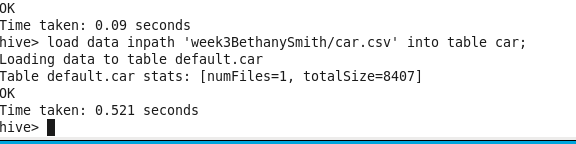 OK
Time taken: 0.09 seconds
hive> load data inpath 'week3BethanySmith/car.csv' into table car;
Loading data to table default.car
Table default.car stats: [numFiles=1, totalSize=8407]
OK
Time taken: 0.521 seconds
hive>